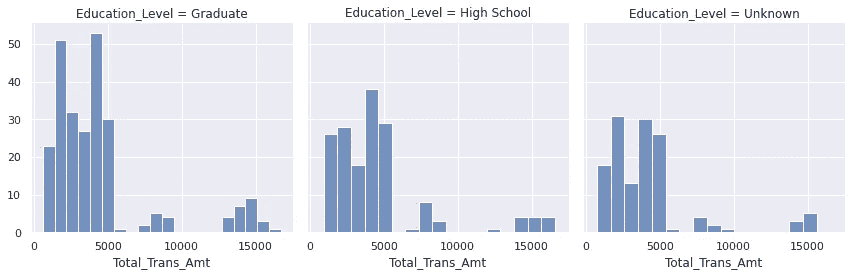 Education_Level = Graduate
Education_Level = High School
Education_Level = Unknown
50
40
30
20
10
0
0 5000 10000 15000
0 5000 10000 15000
0 5000 10000 15000
Total_Trans_Amt
Total_Trans_Amt
Total_Trans_Amt